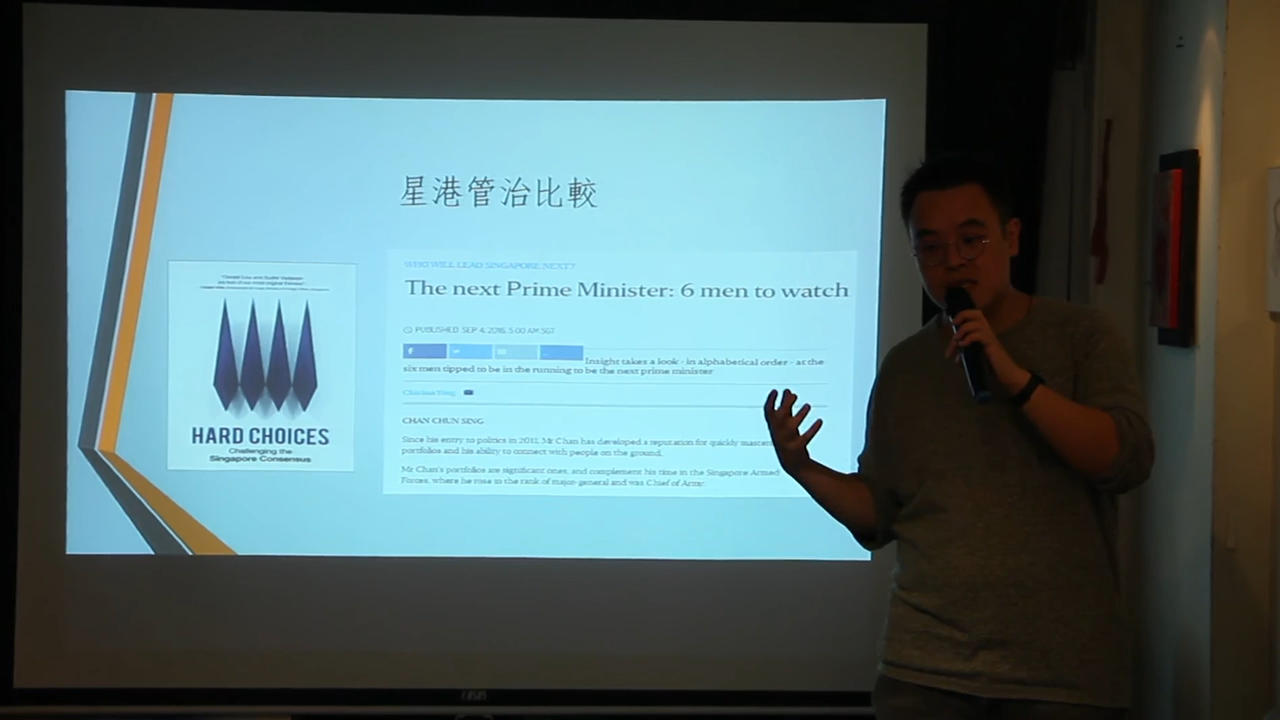 星港管治比較
WHO WILL LEAD SINGAPORE NEXT?
The next Prime Minister: 6 men to watch
PUBLISHED SEP 4, 2016, 5:00 AM SGT
Insight takes a look - in alphabetical order - at the
six men tipped to be in the running to be the next prime minister
CHAN CHUN SING
Since his entry to politics in 2011, Mr Chan has developed a reputation for quickly
portfolios and his ability to connect with people on the ground.
Mr Chan's portfolios are significant ones, and complement his time in the Singapore Armed
Forces, where he rose to the rank of major-general and was Chief of Army.
HARD CHOICES
Challenging the
Singapore Consensus